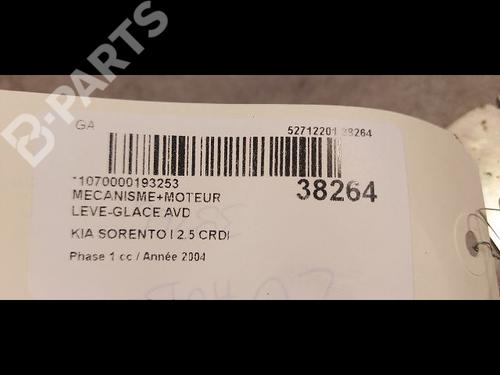 B-PARTS
GA
52712201 38264
*1070000193253
38264
MECANISME+MOTEUR
LEVE-GLACE AVD
KIA SORENTO I 2.5 CRDI
Phase 1 cc / Année 2004